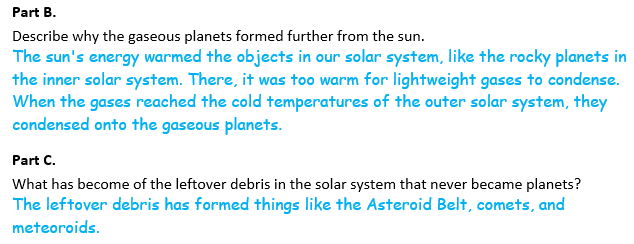 Part B.
Describe why the gaseous planets formed further from the sun.
The sun's energy warmed the objects in our solar system, like the rocky planets in
the inner solar system. There, it was too warm for lightweight gases to condense.
When the gases reached the cold temperatures of the outer solar system, they
condensed onto the gaseous planets.
Part C.
What has become of the leftover debris in the solar system that never became planets?
The leftover debris has formed things like the Asteroid Belt, comets, and
meteoroids.